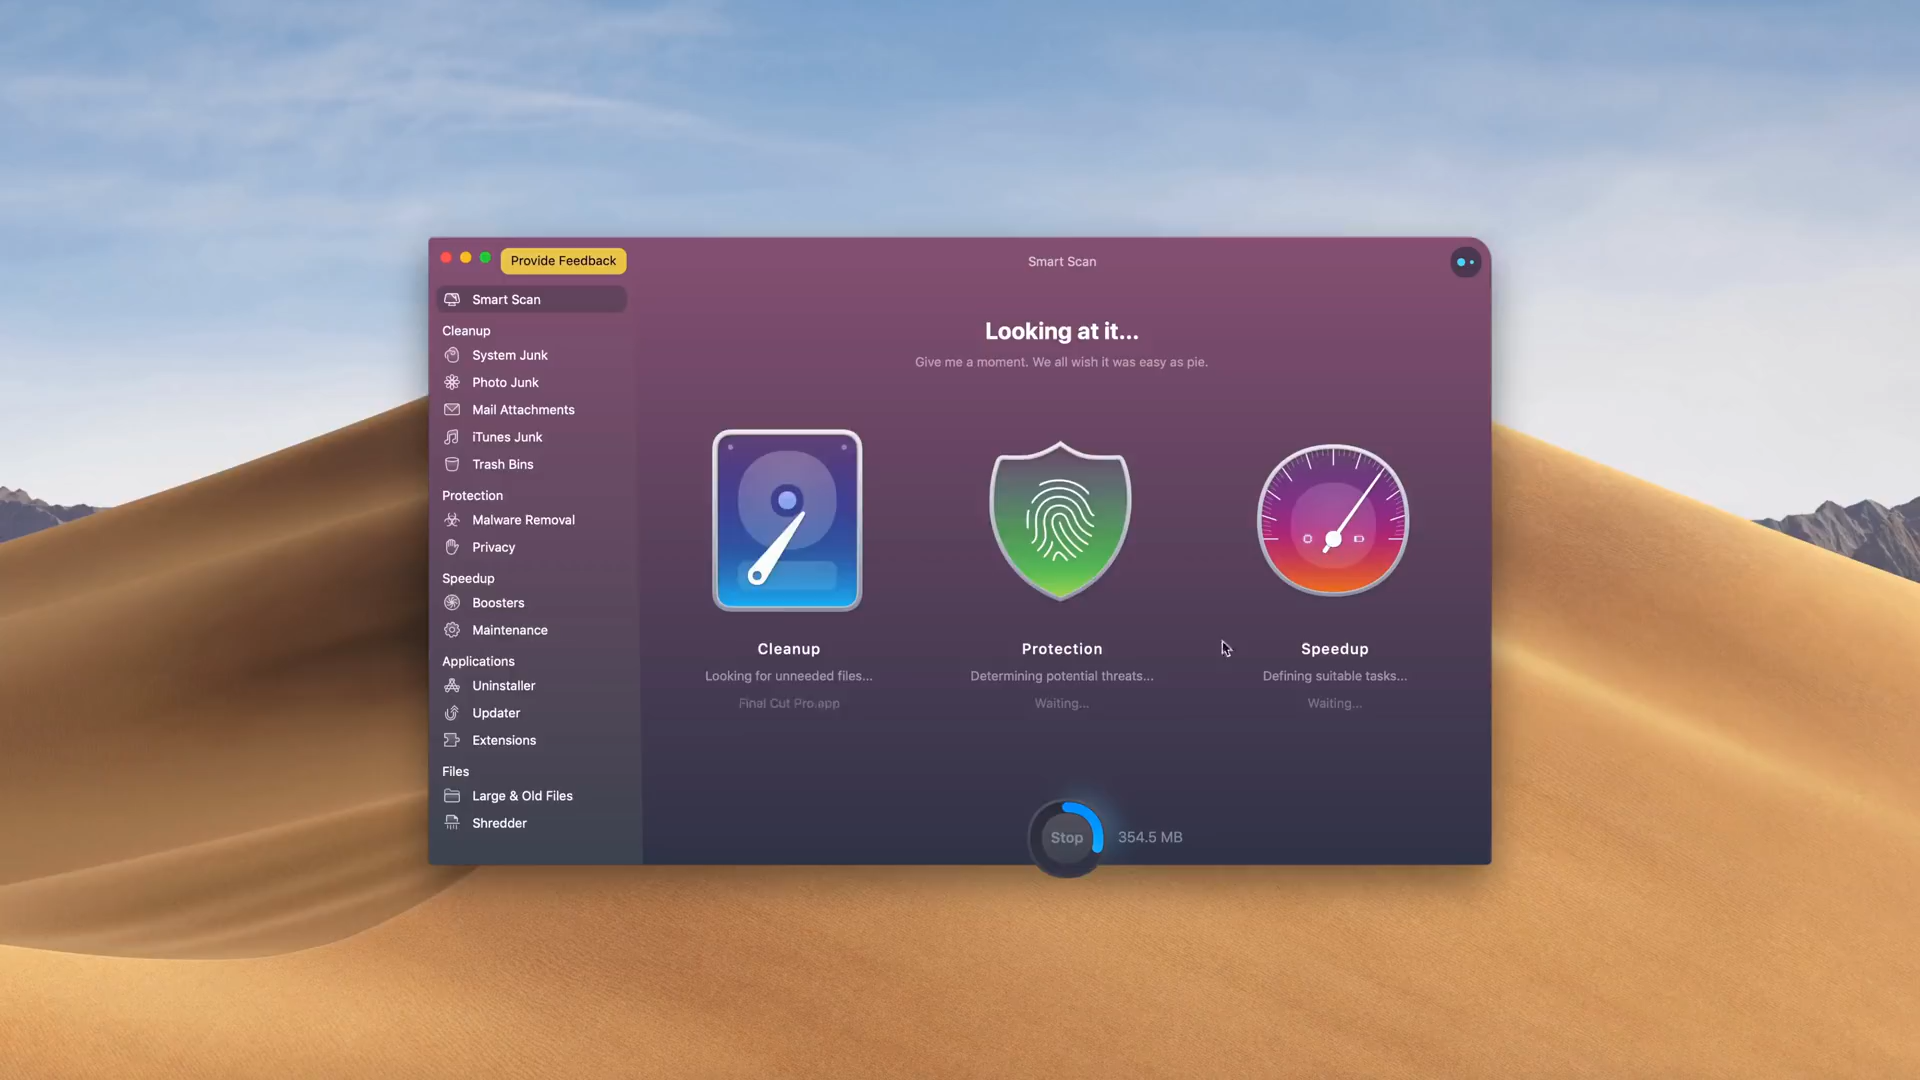 Provide Feedback
Smart Scan
Smart Scan
Cleanup
System Junk
Photo Junk
Mail Attachments
iTunes Junk
Trash Bins
Protection
Malware Removal
Privacy
Speedup
Boosters
Maintenance
Applications
Uninstaller
Updater
Extensions
Files
Large & Old Files
Shredder
Looking at it...
Give me a moment. We all wish it was easy as pie.
Cleanup
Looking for unneeded files...
Final Cut Pro.app
Protection
Determining potential threats...
Waiting...
Speedup
Defining suitable tasks...
Waiting...
Stop
354.5 MB